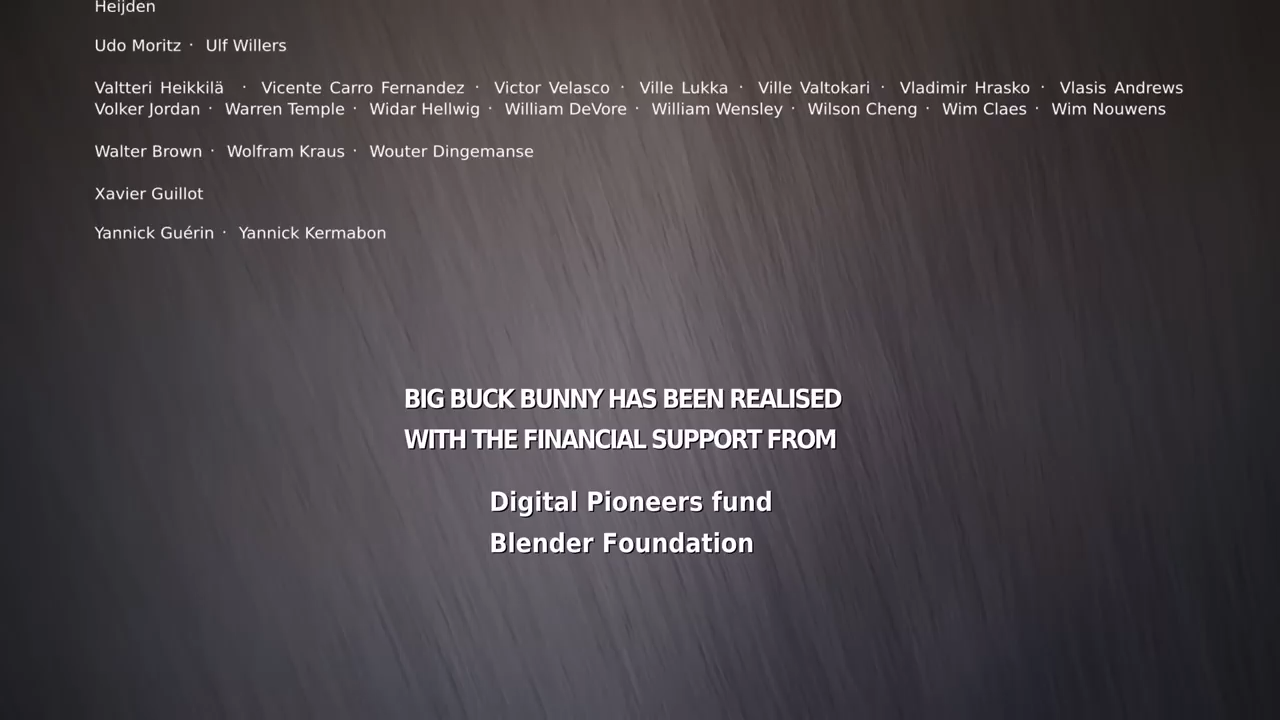 Heijden
Udo Moritz · Ulf Willers
Valtteri Heikkilä · Vicente Carro Fernandez · Victor Velasco · Ville Lukka · Ville Valtokari · Vladimir Hrasko · Vlasis Andrews
Volker Jordan · Warren Temple · Widar Hellwig · William DeVore · William Wensley · Wilson Cheng · Wim Claes · Wim Nouwens
Walter Brown · Wolfram Kraus · Wouter Dingemanse
Xavier Guillot
Yannick Guérin · Yannick Kermabon
BIG BUCK BUNNY HAS BEEN REALISED
WITH THE FINANCIAL SUPPORT FROM
Digital Pioneers fund
Blender Foundation